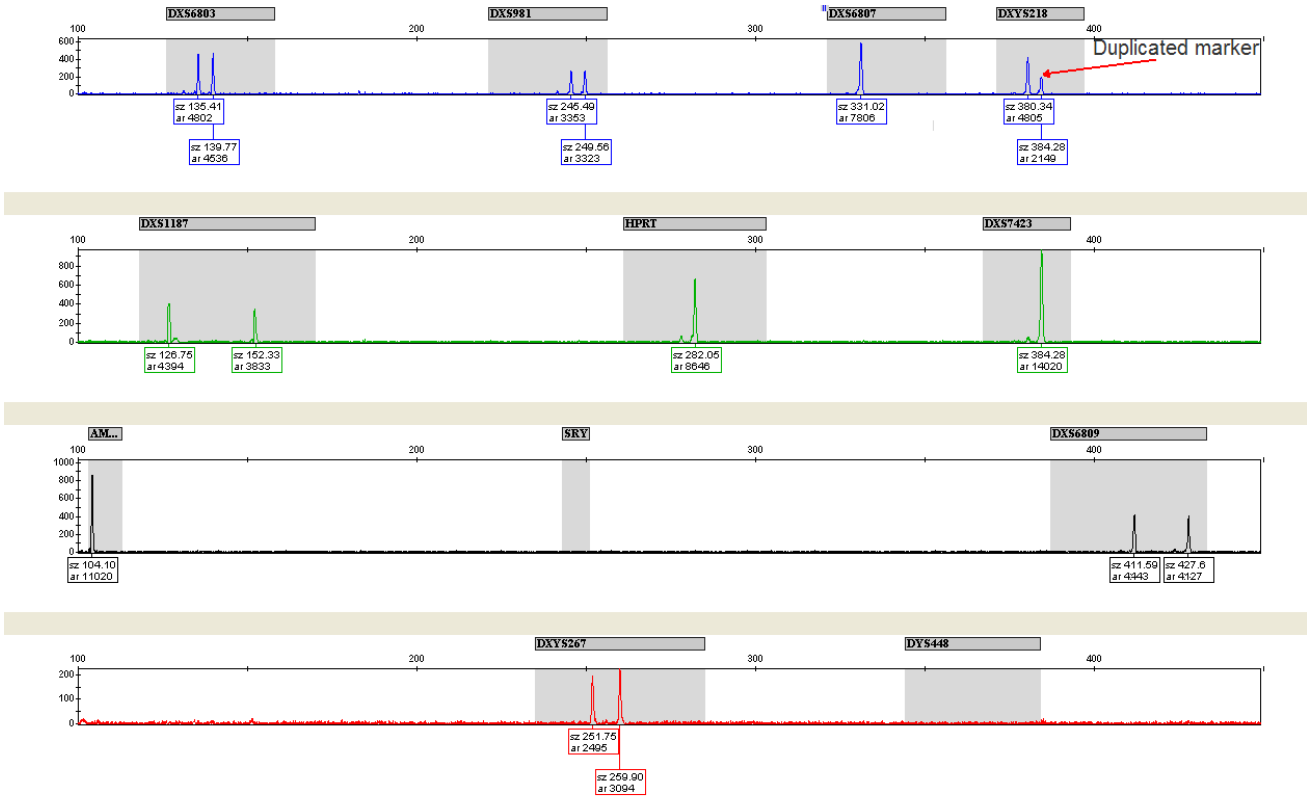 DXS6803 DXS981 DXS6807 DXYS218
100 200 300 400
Duplicated marker
600
400
200
0
sz 135.41 sz 245.49 sz 331.02 sz 380.34
ar 4802 ar 3353 ar 7806 ar 4805
sz 139.77 sz 249.56 sz 384.28
ar 4536 ar 3323 ar 2149
DXS1187 HPRT DXS7423
100 200 300 400
800
600
400
200
0
sz 126.75 sz 152.33 sz 282.05 sz 384.28
ar 4394 ar 3833 ar 8646 ar 14020
AM... SRY DXS6809
100 200 300 400
1000
800
600
400
200
0
sz 104.10 sz 411.59 sz 427.6
ar 11020 ar 4443 ar 4127
DXYS267 DYS448
100 200 300 400
200
100
0
sz 251.75
ar 2495
sz 259.90
ar 3094